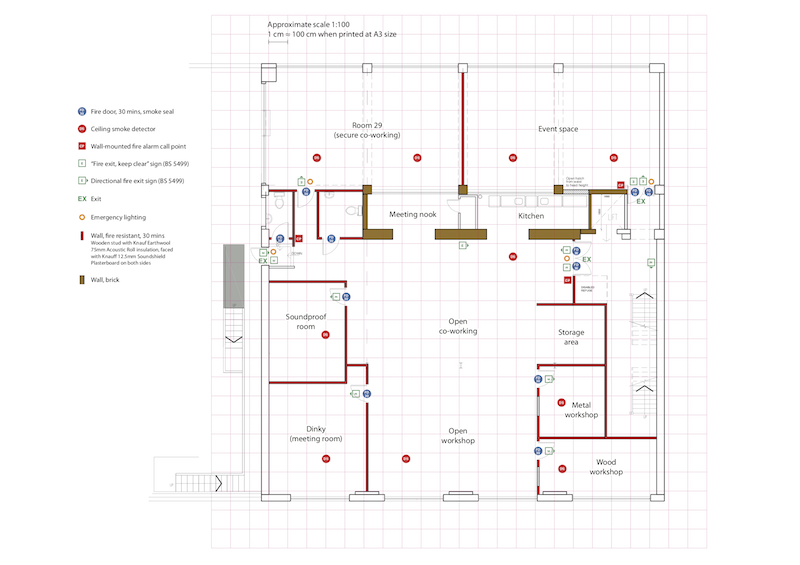 Approximate scale 1:100
1 cm = 100 cm when printed at A3 size
Fire door, 30 mins, smoke seal
Ceiling smoke detector
Wall-mounted fire alarm call point
"Fire exit, keep clear" sign (BS 5499)
Directional fire exit sign (BS 5499)
EX Exit
Emergency lighting
Wall, fire resistant, 30 mins
Wooden stud with Knauf Earthwool
75mm Acoustic Roll insulation, faced
with Knauff 12.5mm Soundshield
Plasterboard on both sides
Wall, brick
Room 29
(secure co-working)
Event space
Meeting nook
Kitchen
EX
EX
EX
Soundproof
room
Open
co-working
Storage
area
Metal
workshop
Dinky
(meeting room)
Open
workshop
Wood
workshop